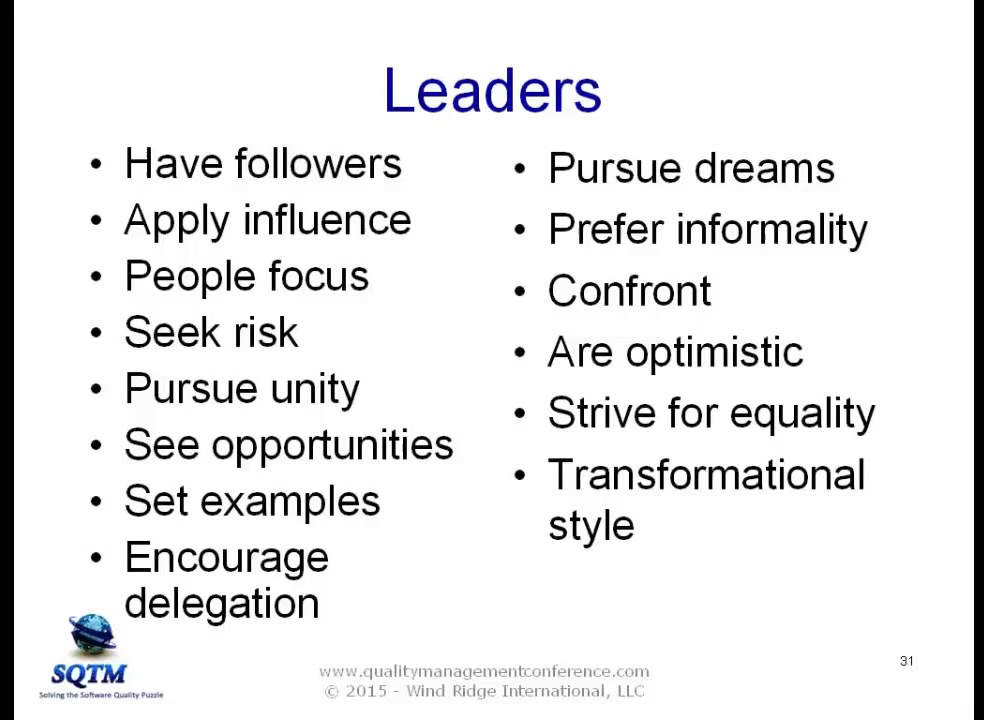 Leaders
• Have followers
• Apply influence
• People focus
• Seek risk
• Pursue unity
• See opportunities
• Set examples
• Encourage
delegation
• Pursue dreams
• Prefer informality
• Confront
• Are optimistic
• Strive for equality
• Transformational
style
SQTM
Solving the Software Quality Puzzle
www.qualitymanagementconference.com
© 2015 - Wind Ridge International, LLC
31